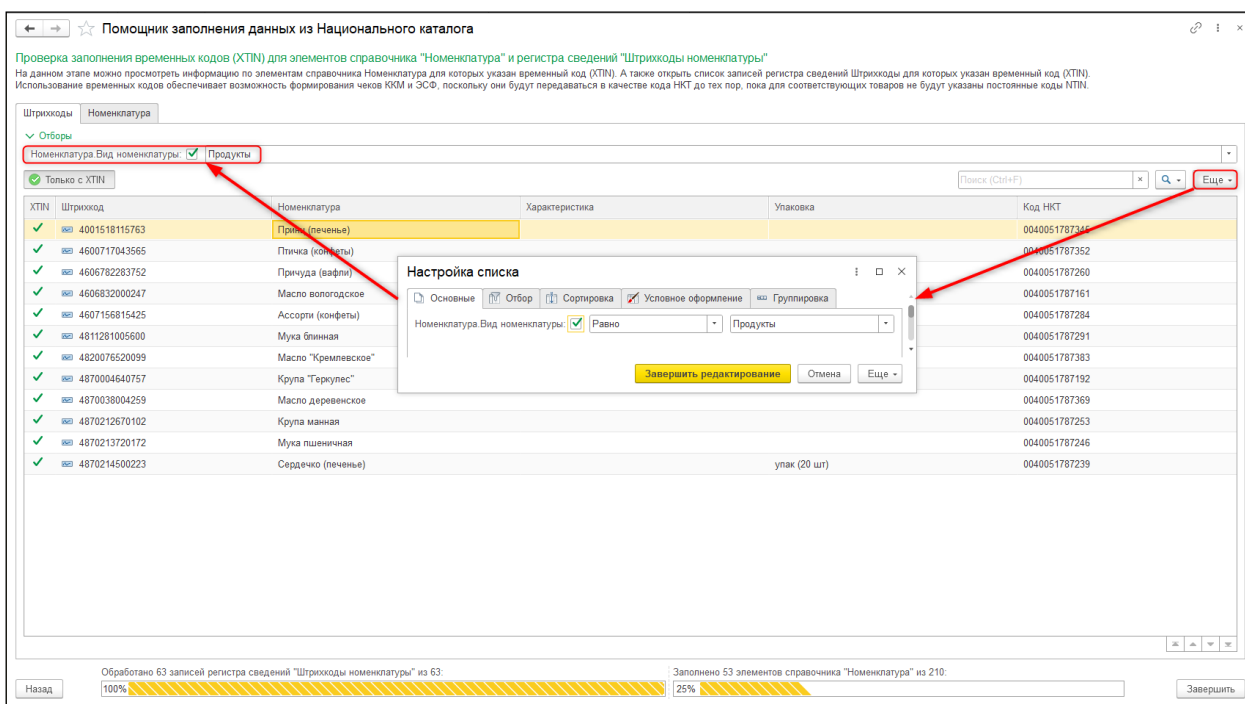 Помощник заполнения данных из Национального каталога
Проверка заполнения временных кодов (XTIN) для элементов справочника "Номенклатура" и регистра сведений "Штрихкоды номенклатуры"
На данном этапе можно просмотреть информацию по элементам справочника Номенклатура для которых указан временный код (XTIN). А также открыть список записей регистра сведений Штрихкоды для которых указан временный код (XTIN).
Использование временных кодов обеспечивает возможность формирования чеков ККМ и ЭСФ, поскольку они будут передаваться в качестве кода НКТ до тех пор, пока для соответствующих товаров не будут указаны постоянные коды NTIN.
Штрихкоды Номенклатура
Отборы
Номенклатура.Вид номенклатуры: Продукты
Только с XTIN Поиск (Ctrl+F) Еще
XTIN Штрихкод Номенклатура Характеристика Упаковка Код НКТ
4001518115763 (печенье) 0040051787345
4600717043565 Птичка (конфеты) 0040051787352
4606782283752 Причуда (вафли) 0040051787260
4606832000247 Масло вологодское 0040051787161
4607156815425 Ассорти (конфеты) 0040051787284
4811281005600 Мука блинная 0040051787291
4820076520099 Масло "Кремлевское" 0040051787383
4870004640757 Крупа "Геркулес" 0040051787192
4870038004259 Масло деревенское 0040051787369
4870212670102 Крупа манная 0040051787253
4870213720172 Мука пшеничная 0040051787246
4870214500223 Сердечко (печенье) упак (20 шт) 0040051787239
Настройка списка
Основные Отбор Сортировка Условное оформление Группировка
Номенклатура.Вид номенклатуры: Равно Продукты
Завершить редактирование Отмена Еще
Обработано 63 записей регистра сведений "Штрихкоды номенклатуры" из 63: Заполнено 53 элементов справочника "Номенклатура" из 210:
Назад 100% 25% Завершить